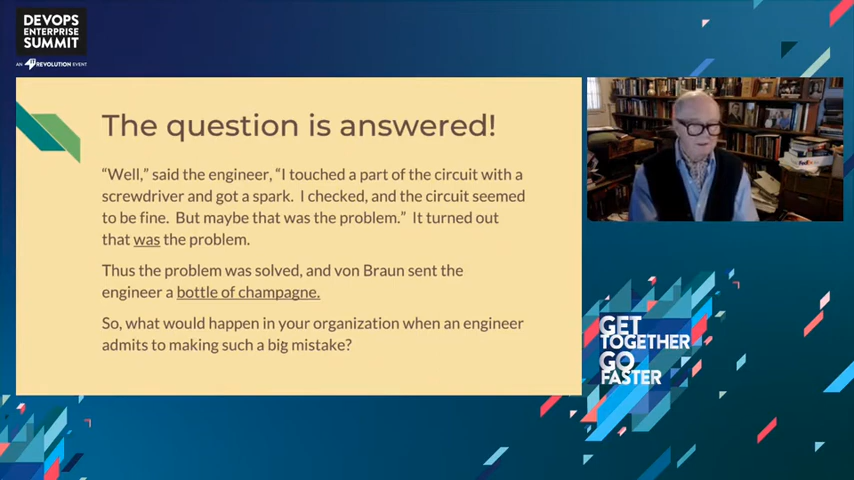 DEVOPS
ENTERPRISE
SUMMIT
AN IT REVOLUTION EVENT
The question is answered!
“Well,” said the engineer, “I touched a part of the circuit with a
screwdriver and got a spark.  I checked, and the circuit seemed
to be fine.  But maybe that was the problem.”  It turned out
that was the problem.
Thus the problem was solved, and von Braun sent the
engineer a bottle of champagne.
So, what would happen in your organization when an engineer
admits to making such a big mistake?
FedEx
GET
TOGETHER
GO
FASTER